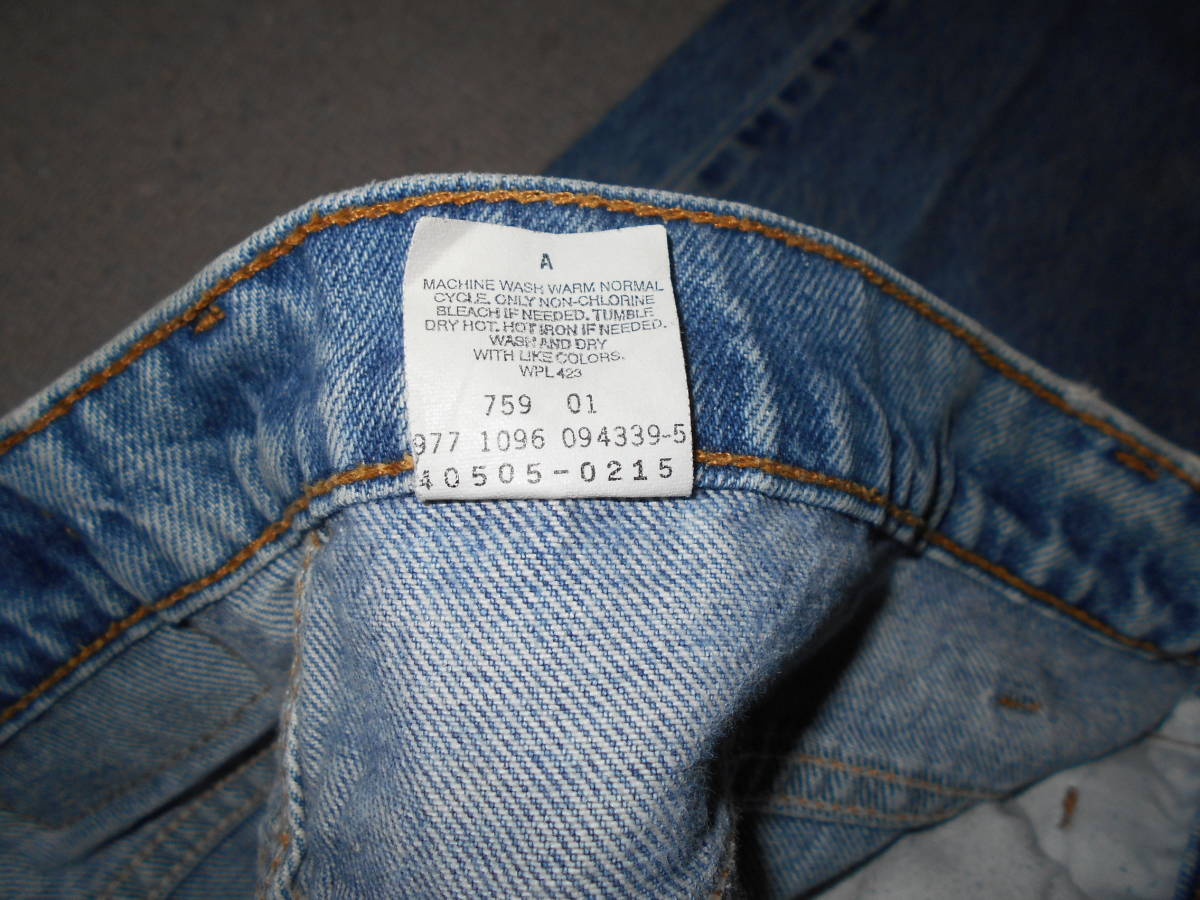 A
MACHINE WASH WARM NORMAL
CYCLE. ONLY NON-CHLORINE
BLEACH IF NEEDED. TUMBLE
DRY HOT. HOT IRON IF NEEDED.
WASH AND DRY
WITH LIKE COLORS.
WPL 423
759 01
977 1096 094339-5
40505-0215